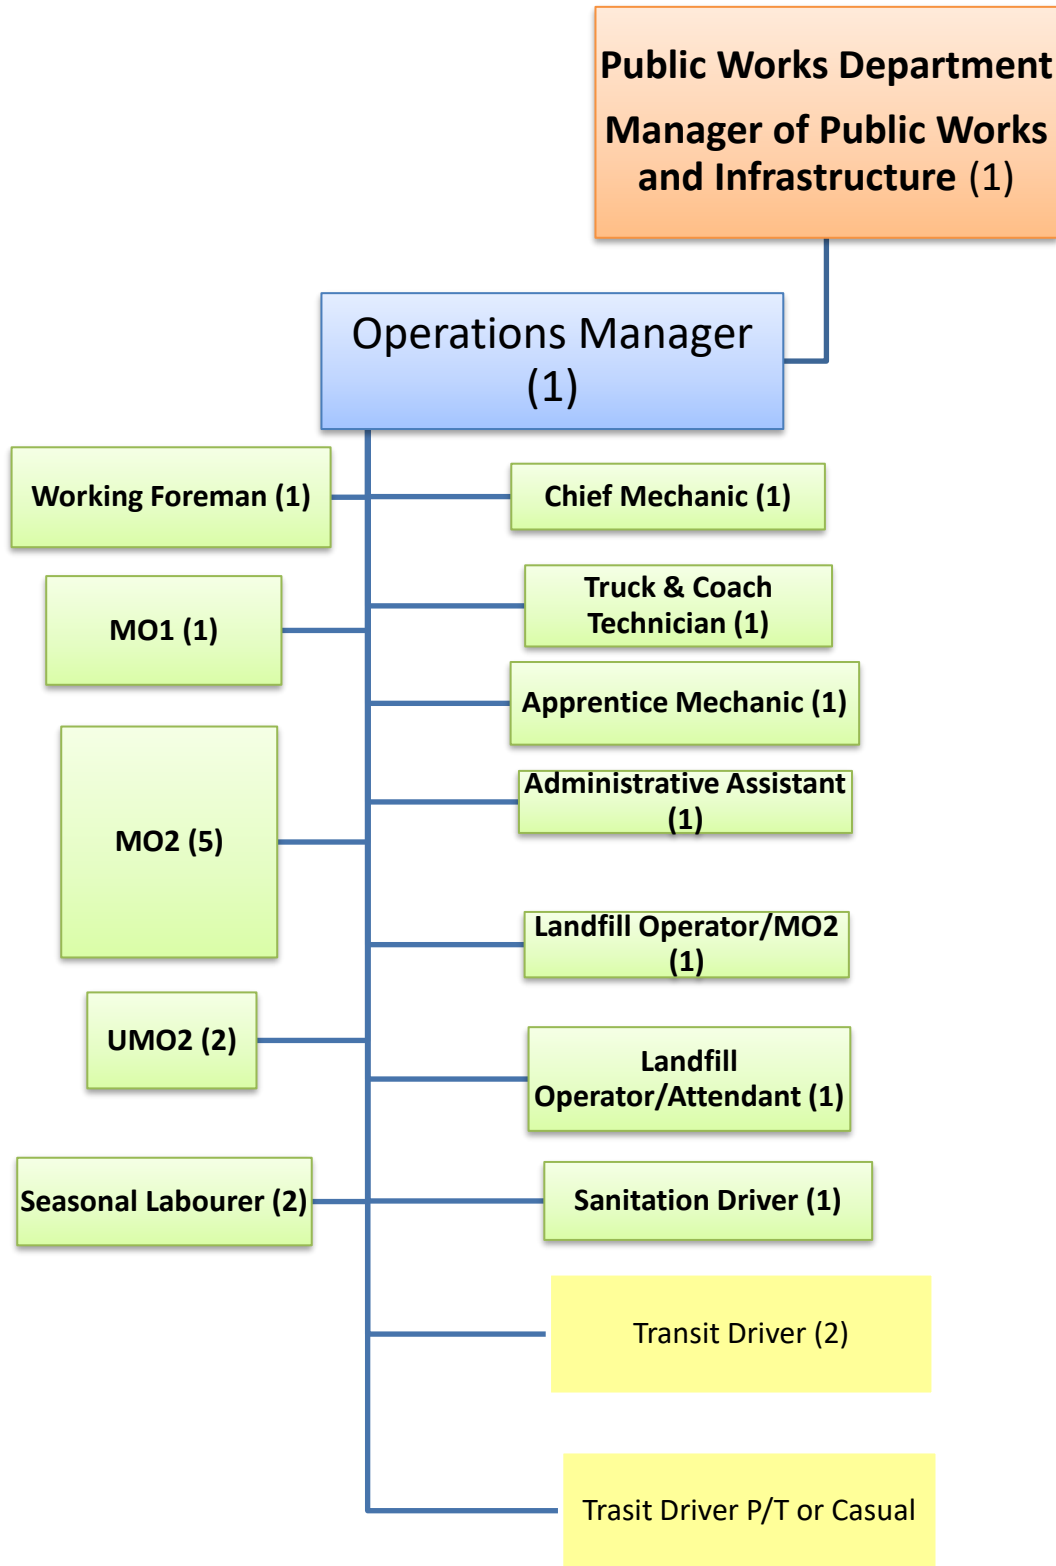 Public Works Department
Manager of Public Works
and Infrastructure (1)
Operations Manager
(1)
Working Foreman (1)
Chief Mechanic (1)
MO1 (1)
Truck & Coach
Technician (1)
Apprentice Mechanic (1)
MO2 (5)
Administrative Assistant
(1)
Landfill Operator/MO2
(1)
UMO2 (2)
Landfill
Operator/Attendant (1)
Seasonal Labourer (2)
Sanitation Driver (1)
Transit Driver (2)
Trasit Driver P/T or Casual